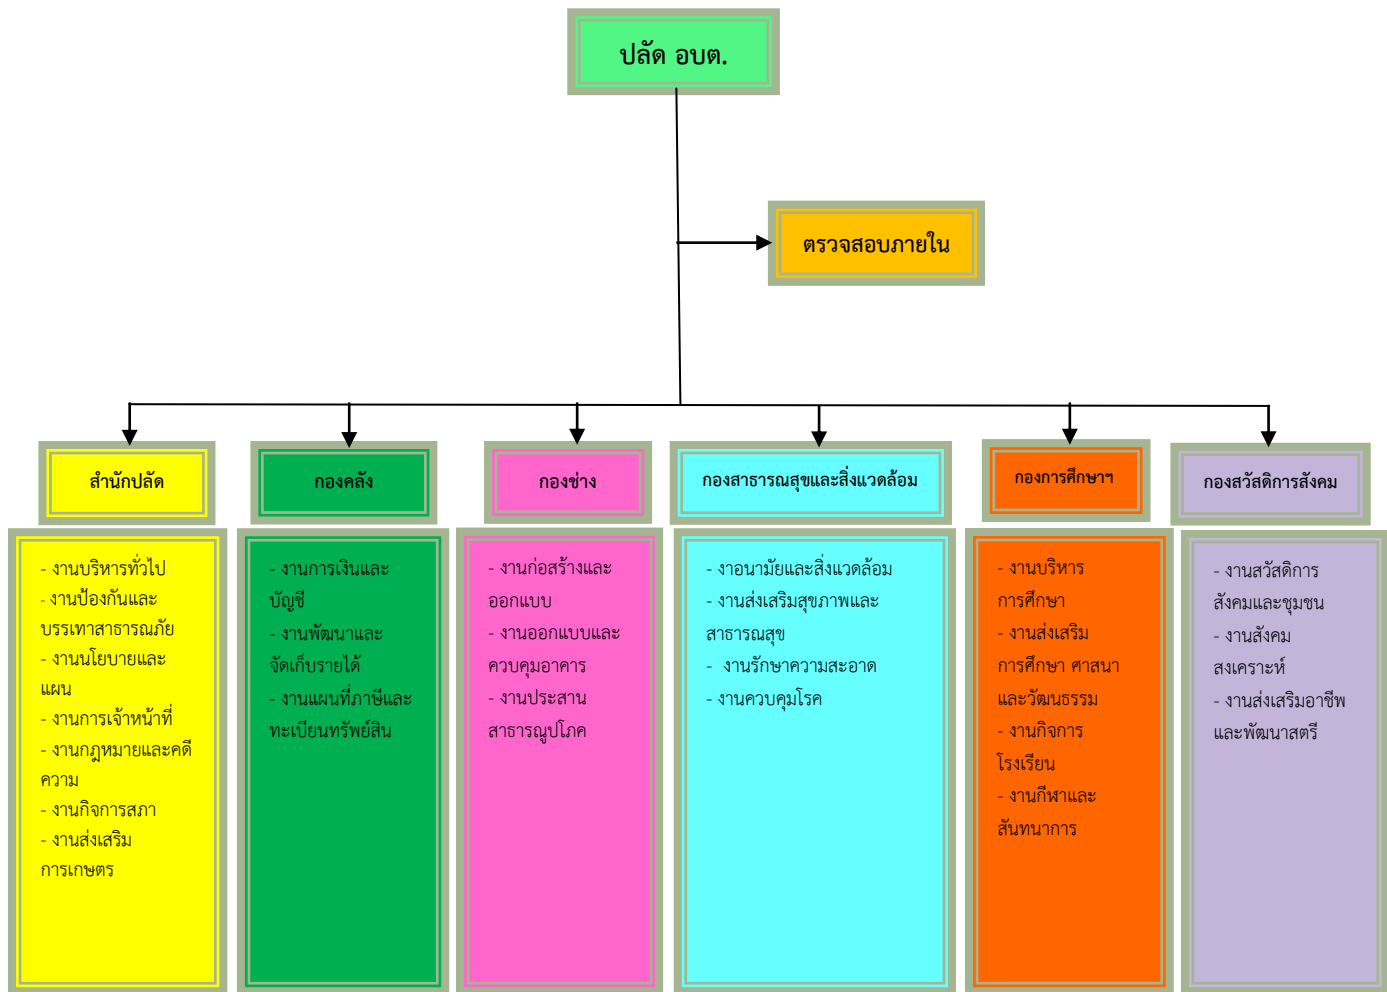 ปลัด อบต.
ตรวจสอบภายใน
สำนักปลัด
- งานบริหารทั่วไป
- งานป้องกันและ
บรรเทาสาธารณภัย
- งานนโยบายและ
แผน
- งานการเจ้าหน้าที่
- งานกฎหมายและคดี
ความ
- งานกิจการสภา
- งานส่งเสริม
การเกษตร
กองคลัง
- งานการเงินและ
บัญชี
- งานพัฒนาและ
จัดเก็บรายได้
- งานแผนที่ภาษีและ
ทะเบียนทรัพย์สิน
กองช่าง
- งานก่อสร้างและ
ออกแบบ
- งานออกแบบและ
ควบคุมอาคาร
- งานประสาน
สาธารณูปโภค
กองสาธารณสุขและสิ่งแวดล้อม
- งาอนามัยและสิ่งแวดล้อม
- งานส่งเสริมสุขภาพและ
สาธารณสุข
- งานรักษาความสะอาด
- งานควบคุมโรค
กองการศึกษาฯ
- งานบริหาร
การศึกษา
- งานส่งเสริม
การศึกษา ศาสนา
และวัฒนธรรม
- งานกิจการ
โรงเรียน
- งานกีฬาและ
สันทนาการ
กองสวัสดิการสังคม
- งานสวัสดิการ
สังคมและชุมชน
- งานสังคม
สงเคราะห์
- งานส่งเสริมอาชีพ
และพัฒนาสตรี